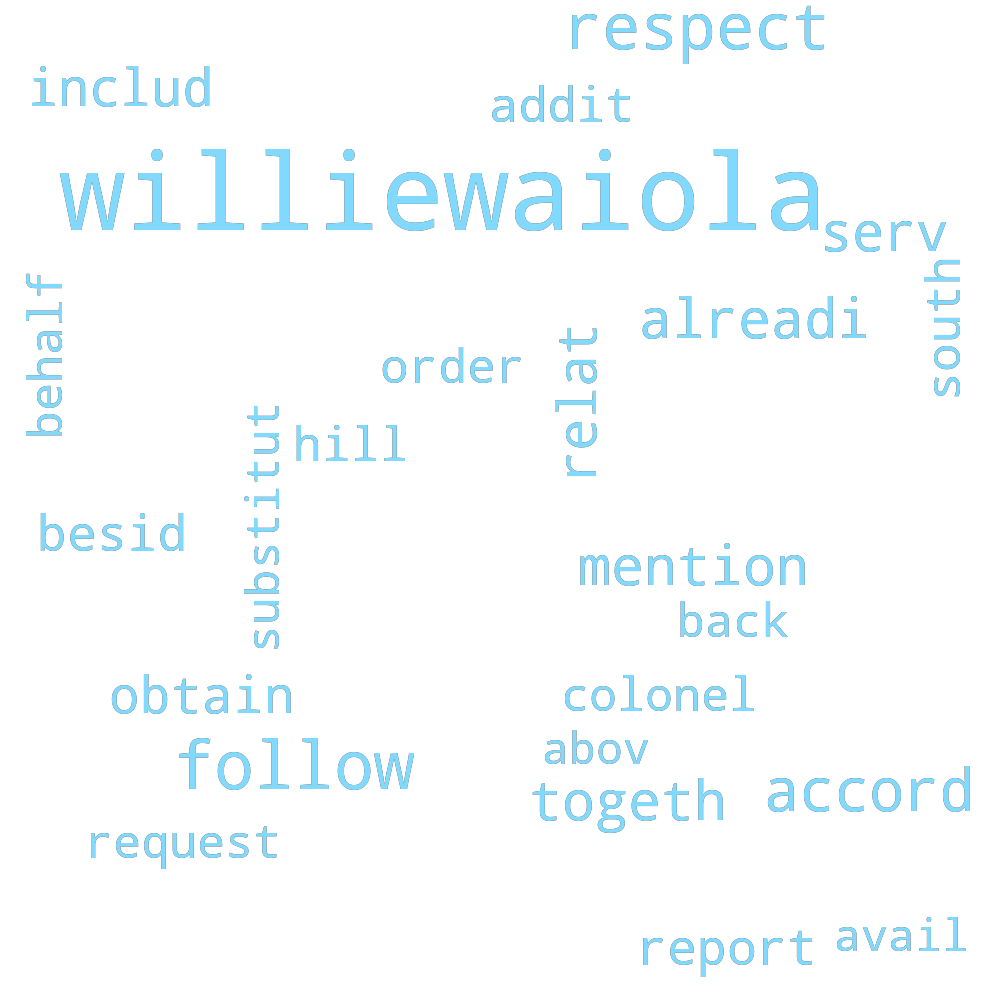 respect
includ
addit
williewaiola
serv
south
behalf
alreadi
relat
order
substitut
hill
besid
mention
back
obtain
colonel
follow
abov
togeth
accord
request
report
avail